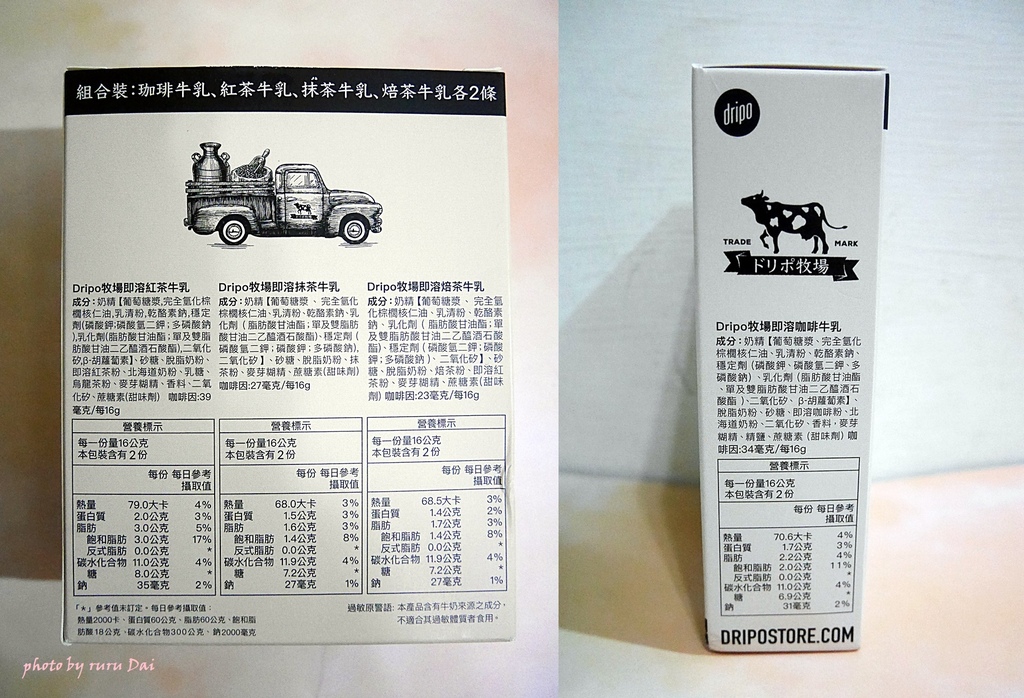 組合裝:珈琲牛乳、紅茶牛乳、抹茶牛乳、焙茶牛乳各2條
Dripo牧場即溶紅茶牛乳
成分:奶精【葡萄糖漿,完全氫化棕
櫚核仁油,乳清粉,乾酪素鈉,穩定
劑(磷酸鉀;磷酸氫二鉀;多磷酸鈉
),乳化劑(脂肪酸甘油酯;單及雙脂
肪酸甘油二乙醯酒石酸酯),二氧化
矽,β-胡蘿蔔素】、砂糖、脫脂奶粉、
即溶紅茶粉、北海道奶粉、乳糖、
烏龍茶粉、麥芽糊精、香料、二氧
化矽、蔗糖素(甜味劑) 咖啡因:39
毫克/每16g
營養標示
每一份量16公克
本包裝含有2份
每份 每日參考
攝取值
熱量 79.0大卡 4%
蛋白質 2.0公克 3%
脂肪 3.0公克 5%
飽和脂肪 3.0公克 17%
反式脂肪 0.0公克 *
碳水化合物 11.0公克 4%
糖 8.0公克 *
鈉 35毫克 2%
Dripo牧場即溶抹茶牛乳
成分:奶精【葡萄糖漿、完全氫
化棕櫚核仁油、乳清粉、乾酪素
鈉、乳化劑(脂肪酸甘油酯;單及
雙脂肪酸甘油二乙醯酒石酸酯)、穩定劑(
磷酸氫二鉀;磷酸鉀;多磷酸鈉)、
二氧化矽】、砂糖、脫脂奶粉、抹
茶粉、麥芽糊精、蔗糖素(甜味劑)
咖啡因:27毫克/每16g
營養標示
每一份量16公克
本包裝含有2份
每份 每日參考
攝取值
熱量 68.0大卡 3%
蛋白質 1.5公克 3%
脂肪 1.6公克 3%
飽和脂肪 1.4公克 8%
反式脂肪 0.0公克 *
碳水化合物 11.9公克 4%
糖 7.2公克 *
鈉 27毫克 1%
Dripo牧場即溶焙茶牛乳
成分:奶精【葡萄糖漿、完全氫
化棕櫚核仁油、乳清粉、乾酪素
鈉、乳化劑(脂肪酸甘油酯;單
及雙脂肪酸甘油二乙醯酒石酸
酯)、穩定劑(磷酸氫二鉀;磷酸
鉀;多磷酸鈉)、二氧化矽】、砂
糖、脫脂奶粉、焙茶粉、即溶紅
茶粉、麥芽糊精、蔗糖素(甜味
劑) 咖啡因:23毫克/每16g
營養標示
每一份量16公克
本包裝含有2份
每份 每日參考
攝取值
熱量 68.5大卡 3%
蛋白質 1.4公克 2%
脂肪 1.7公克 3%
飽和脂肪 1.4公克 8%
反式脂肪 0.0公克 *
碳水化合物 11.9公克 4%
糖 7.2公克 *
鈉 27毫克 1%
「*」參考值未訂定。每日參考攝取值:
熱量2000卡、蛋白質60公克、脂肪60公克、飽和脂
肪酸18公克、碳水化合物300公克、鈉2000毫克
過敏原警語:本產品含有牛奶來源之成分,
不適合其過敏體質者食用。
photo by ruru Dai
dripo
TRADE MARK
ドリポ牧場
Dripo牧場即溶珈啡牛乳
成分:奶精【葡萄糖漿、完全氫化
棕櫚核仁油、乳清粉、乾酪素鈉、
穩定劑(磷酸鉀、磷酸氫二鉀、多
磷酸鈉)、乳化劑(脂肪酸甘油酯
、單及雙脂肪酸甘油二乙醯酒石
酸酯)、二氧化矽、β-胡蘿蔔素】、
脫脂奶粉、砂糖、即溶咖啡粉、北
海道奶粉、二氧化矽、香料,麥芽
糊精、精鹽、蔗糖素(甜味劑) 咖
啡因:34毫克/每16g
營養標示
每一份量16公克
本包裝含有2份
每份 每日參考
攝取值
熱量 70.6大卡 4%
蛋白質 1.7公克 3%
脂肪 2.2公克 4%
飽和脂肪 2.0公克 11%
反式脂肪 0.0公克 *
碳水化合物 11.0公克 4%
糖 6.9公克 *
鈉 31毫克 2%
DRIPOSTORE.COM